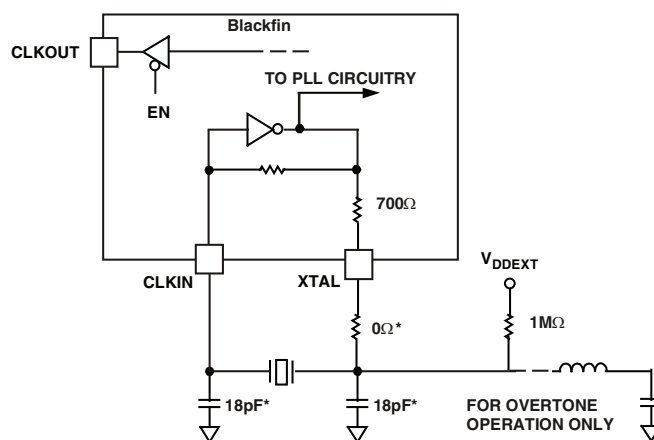 Blackfin
CLKOUT
TO PLL CIRCUITRY
EN
700Ω
CLKIN
XTAL
VDDEXT
0Ω*
1MΩ
18pF*
18pF*
FOR OVERTONE
OPERATION ONLY